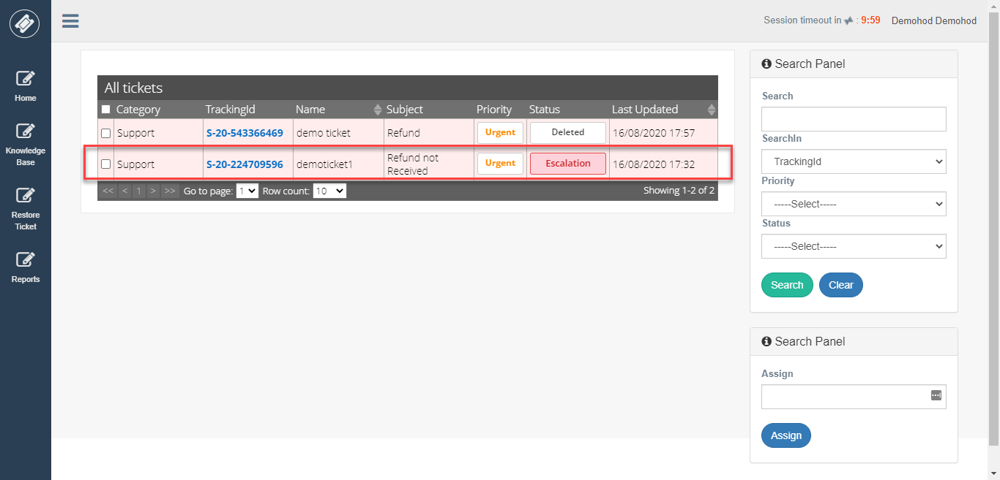 Session timeout in : 9:59 Demohod Demohod
Home
Knowledge
Base
Restore
Ticket
Reports
All tickets
Category TrackingId Name Subject Priority Status Last Updated
Support S-20-543366469 demo ticket Refund Urgent Deleted 16/08/2020 17:57
Support S-20-224709596 demoticket1 Refund not Received Urgent Escalation 16/08/2020 17:32
<< < 1 > >> Go to page: 1 Row count: 10 Showing 1-2 of 2
Search Panel
Search
SearchIn
TrackingId
Priority
-----Select-----
Status
-----Select-----
Search Clear
Search Panel
Assign
Assign